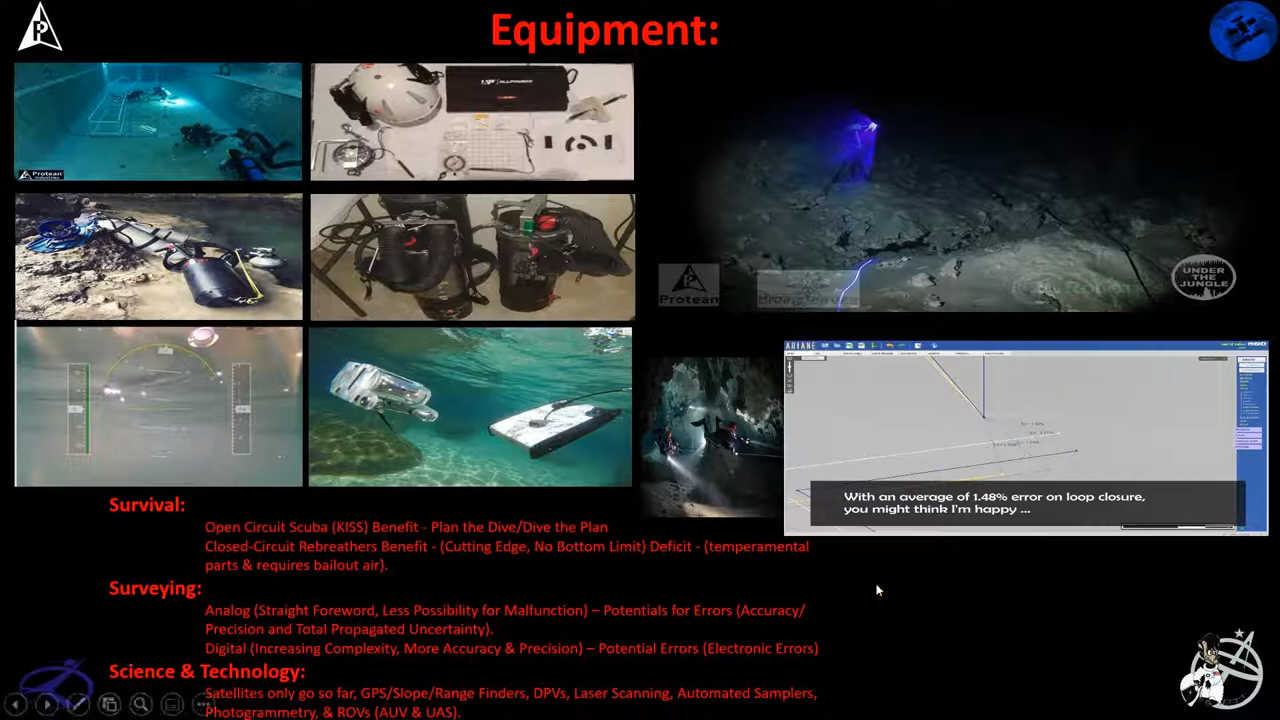 Equipment:
Protean
Industries
Protean
UNDER
THE
JUNGLE
ARIANE
With an average of 1.48% error on loop closure,
you might think I'm happy ...
Survival:
Open Circuit Scuba (KISS) Benefit - Plan the Dive/Dive the Plan
Closed-Circuit Rebreathers Benefit - (Cutting Edge, No Bottom Limit) Deficit - (temperamental
parts & requires bailout air).
Surveying:
Analog (Straight Foreword, Less Possibility for Malfunction) – Potentials for Errors (Accuracy/
Precision and Total Propagated Uncertainty).
Digital (Increasing Complexity, More Accuracy & Precision) – Potential Errors (Electronic Errors)
Science & Technology:
Satellites only go so far, GPS/Slope/Range Finders, DPVs, Laser Scanning, Automated Samplers,
Photogrammetry, & ROVs (AUV & UAS).